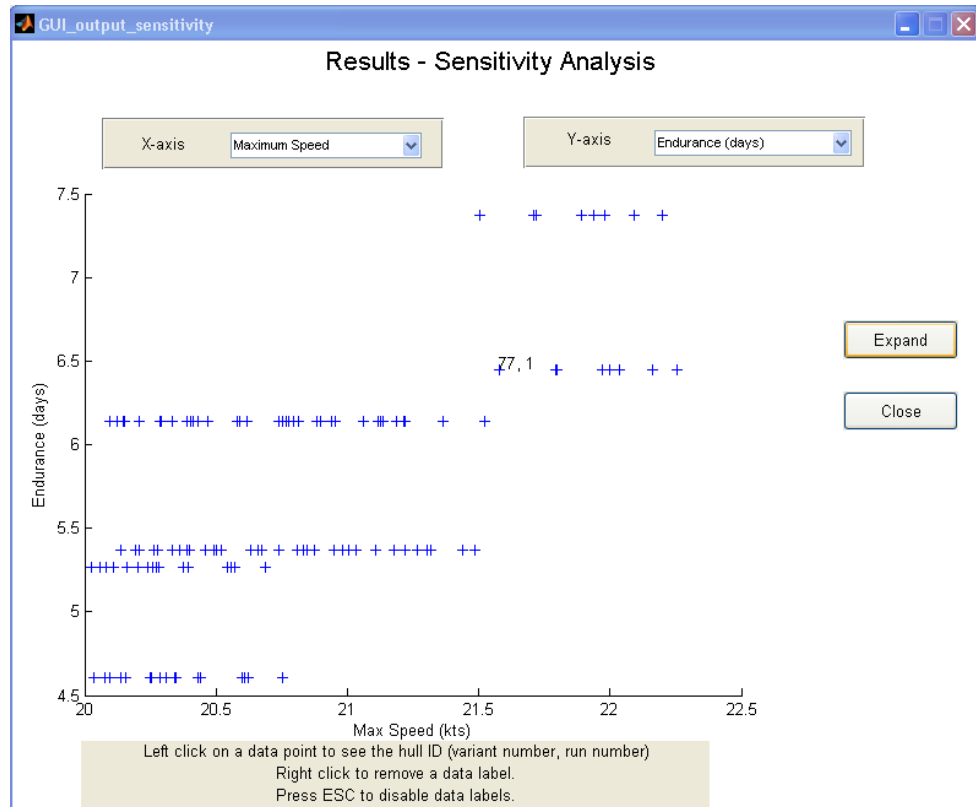 GUI_output_sensitivity
Results - Sensitivity Analysis
X-axis
Maximum Speed
Y-axis
Endurance (days)
7.5
7
6.5
6
5.5
5
4.5
Endurance (days)
77, 1
Expand
Close
20
20.5
21
21.5
22
22.5
Max Speed (kts)
Left click on a data point to see the hull ID (variant number, run number)
Right click to remove a data label.
Press ESC to disable data labels.